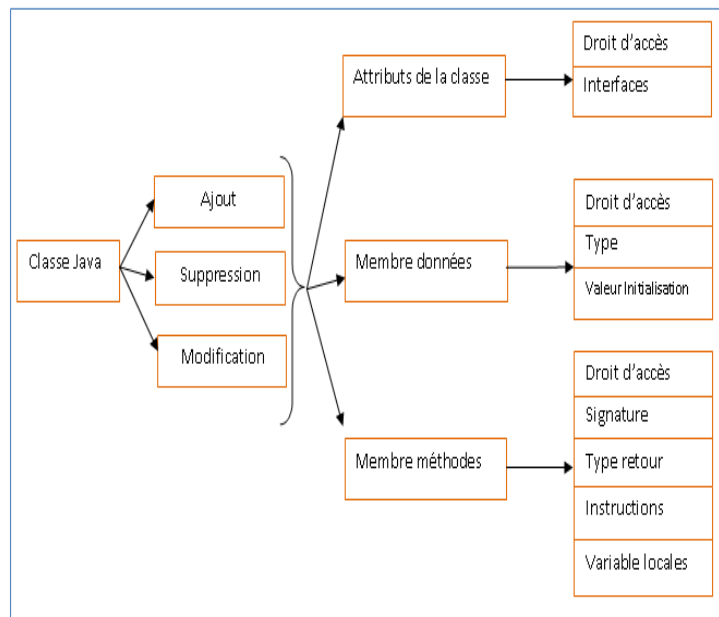 Classe Java
Ajout
Suppression
Modification
Attributs de la classe
Droit d'accès
Interfaces
Membre données
Droit d'accès
Type
Valeur Initialisation
Membre méthodes
Droit d'accès
Signature
Type retour
Instructions
Variable locales